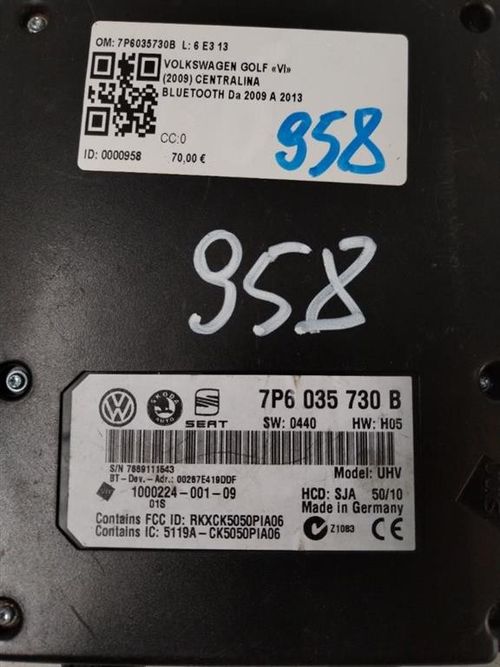 OM: 7P6035730B L: 6 E3 13
VOLKSWAGEN GOLF «VI»
(2009) CENTRALINA
BLUETOOTH Da 2009 A 2013
CC:0
ID: 0000958 70,00 €
958
958
7P6 035 730 B
SKODA
AUTO
SEAT
SW: 0440 HW: H05
S/N 7889111543
Model: UHV
BT-Dev.-Adr.: 00267E419DDF
1000224-001-09
01S
HCD: SJA 50/10
Made in Germany
Contains FCC ID: RKXCK5050PIA06
Contains IC: 5119A-CK5050PIA06
Z1083 CE